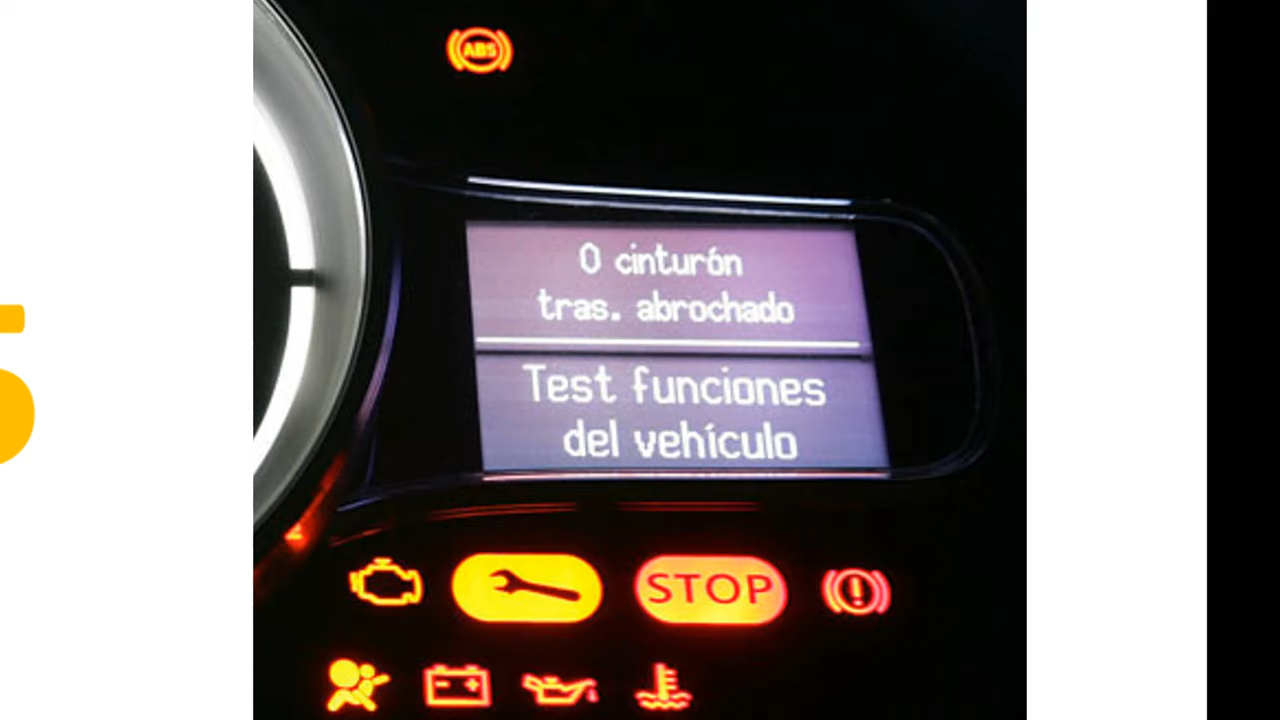 ABS
0 cinturón
tras. abrochado
Test funciones
del vehículo
STOP